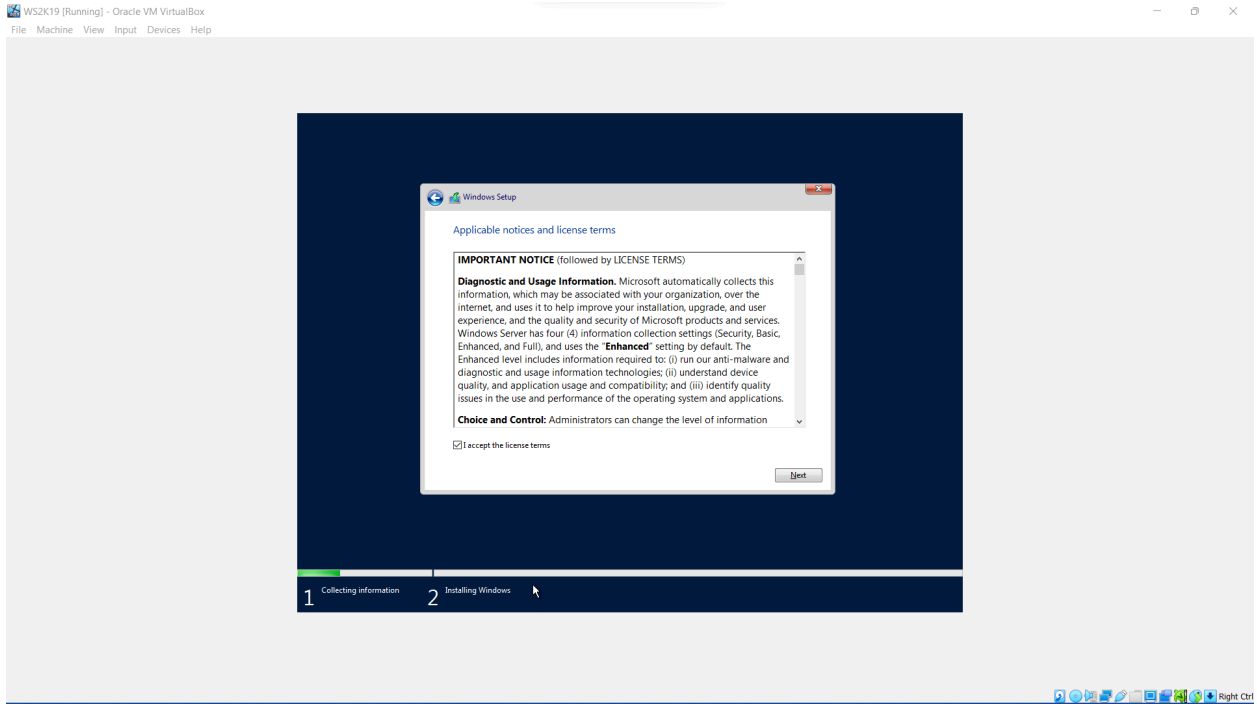 WS2K19 [Running] - Oracle VM VirtualBox
File Machine View Input Devices Help
Windows Setup
Applicable notices and license terms
IMPORTANT NOTICE (followed by LICENSE TERMS)
Diagnostic and Usage Information. Microsoft automatically collects this
information, which may be associated with your organization, over the
internet, and uses it to help improve your installation, upgrade, and user
experience, and the quality and security of Microsoft products and services.
Windows Server has four (4) information collection settings (Security, Basic,
Enhanced, and Full), and uses the "Enhanced" setting by default. The
Enhanced level includes information required to: (i) run our anti-malware and
diagnostic and usage information technologies; (ii) understand device
quality, and application usage and compatibility; and (iii) identify quality
issues in the use and performance of the operating system and applications.
Choice and Control: Administrators can change the level of information
I accept the license terms
Next
1 Collecting information 2 Installing Windows
Right Ctrl